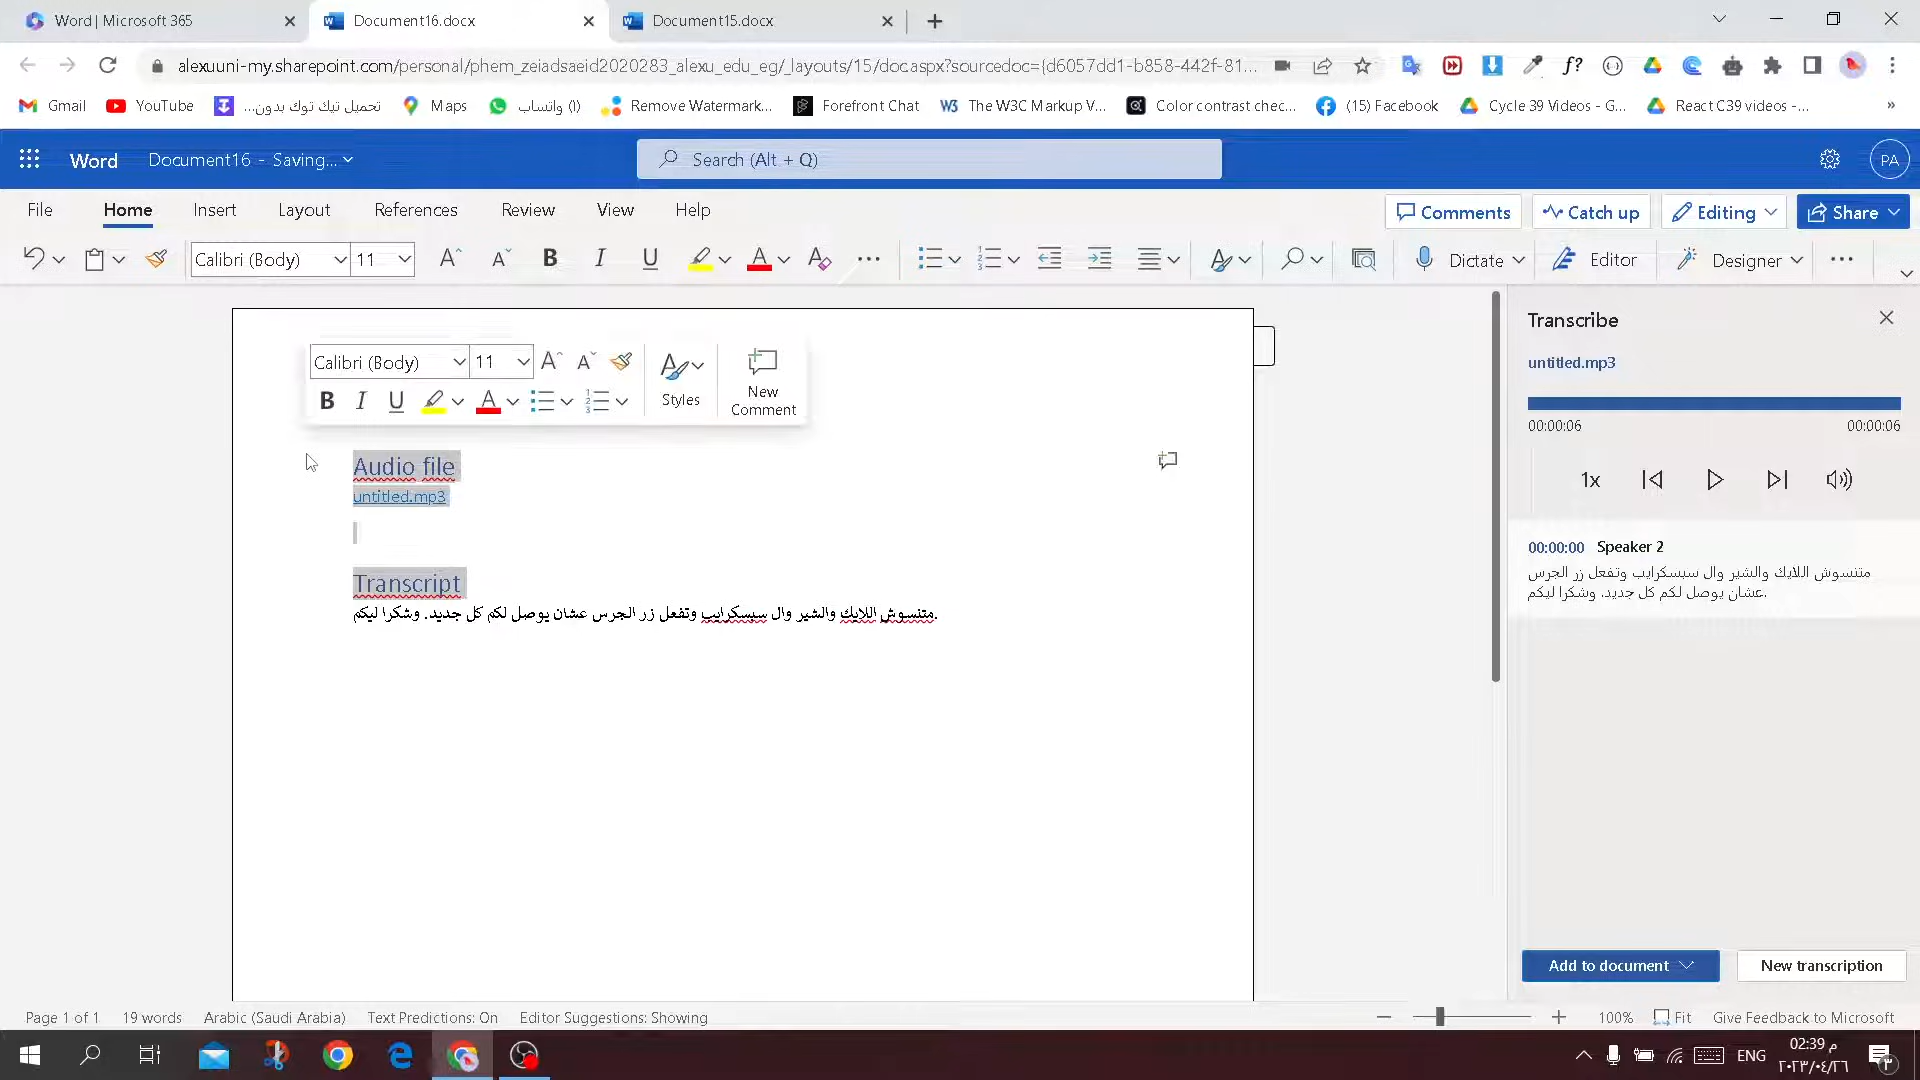 Word | Microsoft 365
Document16.docx
Document15.docx
alexuuni-my.sharepoint.com/personal/phem_zeiadsaeid2020283_alexu_edu_eg/_layouts/15/doc.aspx?sourcedoc={d6057dd1-b858-442f-81...
Gmail
YouTube
تحميل تيك توك بدون...
Maps
(١) واتساب
Remove Watermark...
Forefront Chat
The W3C Markup V...
Color contrast chec...
(15) Facebook
Cycle 39 Videos - G...
React C39 videos -...
Word
Document16 - Saving...
Search (Alt + Q)
PA
File
Home
Insert
Layout
References
Review
View
Help
Comments
Catch up
Editing
Share
Calibri (Body)
11
Dictate
Editor
Designer
Calibri (Body)
11
Styles
New Comment
Audio file
untitled.mp3
Transcript
متنسوش اللايك والشير وال سبسكرايب وتفعل زر الجرس عشان يوصل لكم كل جديد. وشكرا ليكم.
Transcribe
untitled.mp3
00:00:06
00:00:06
1x
00:00:00 Speaker 2
متنسوش اللايك والشير وال سبسكرايب وتفعل زر الجرس
عشان يوصل لكم كل جديد. وشكرا ليكم.
Add to document
New transcription
Page 1 of 1
19 words
Arabic (Saudi Arabia)
Text Predictions: On
Editor Suggestions: Showing
100%
Fit
Give Feedback to Microsoft
ENG
02:39 م
٢٠٢٣/٠٤/٢٦
٣